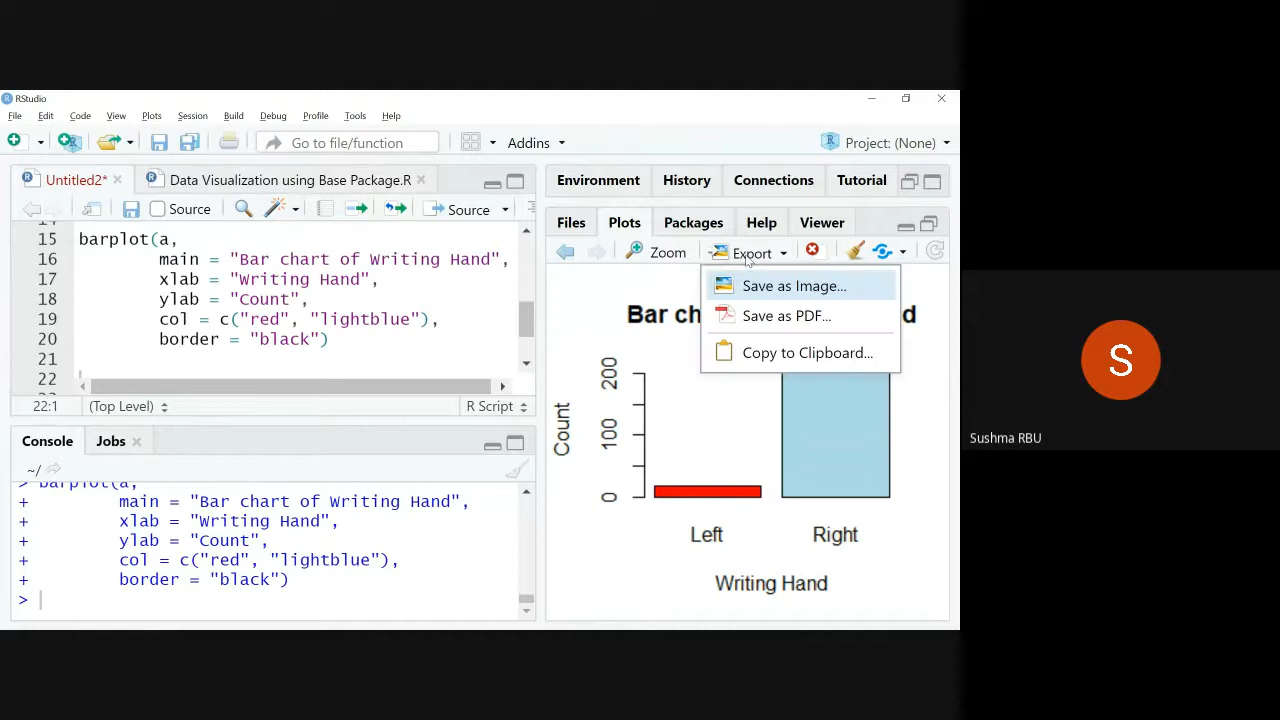 RStudio
File Edit Code View Plots Session Build Debug Profile Tools Help
Go to file/function Addins Project: (None)
Untitled2* Data Visualization using Base Package.R
Source Source
15 barplot(a,
16 main = "Bar chart of Writing Hand",
17 xlab = "Writing Hand",
18 ylab = "Count",
19 col = c("red", "lightblue"),
20 border = "black")
21
22
22:1 (Top Level) R Script
Console Jobs
~/
> barplot(a,
+ main = "Bar chart of Writing Hand",
+ xlab = "Writing Hand",
+ ylab = "Count",
+ col = c("red", "lightblue"),
+ border = "black")
>
Environment History Connections Tutorial
Files Plots Packages Help Viewer
Zoom Export
Save as Image...
Save as PDF...
Copy to Clipboard...
Bar ch d
Count
200
100
0
Left Right
Writing Hand
S
Sushma RBU